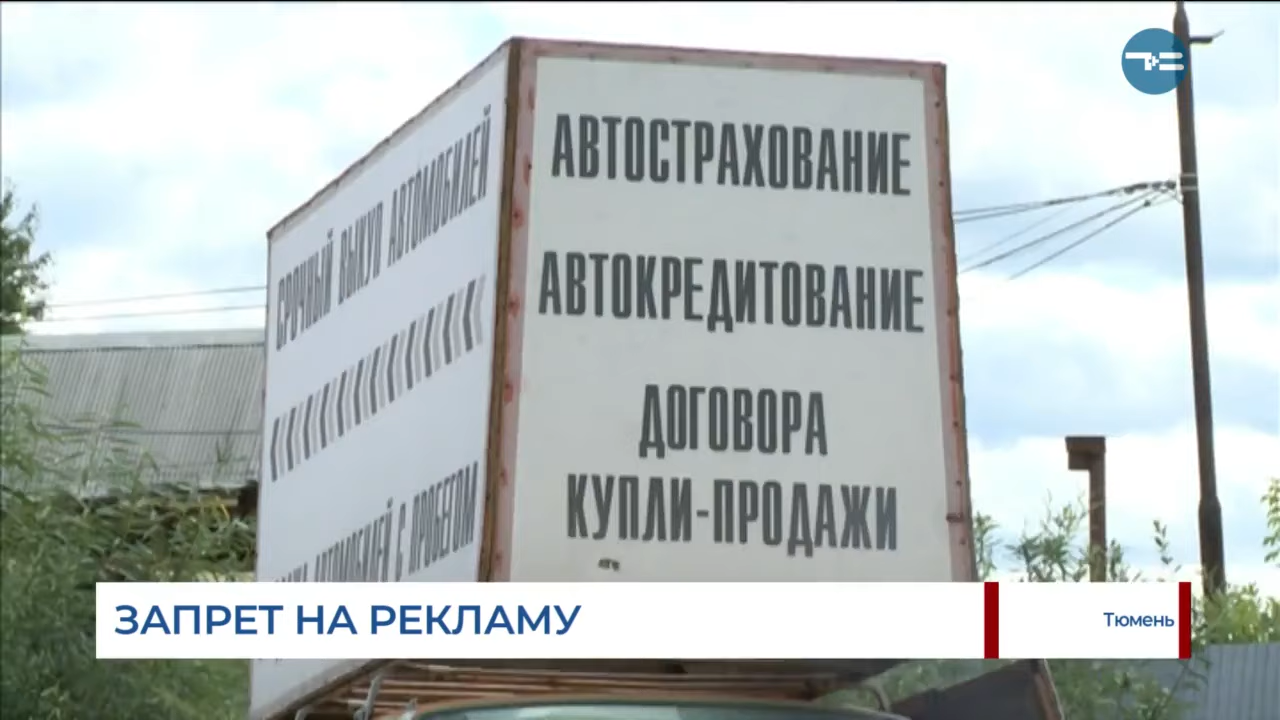 СРОЧНЫЙ ВЫКУП АВТОМОБИЛЕЙ
АВТОМОБИЛЕЙ С ПРОБЕГОМ
АВТОСТРАХОВАНИЕ
АВТОКРЕДИТОВАНИЕ
ДОГОВОРА
КУПЛИ-ПРОДАЖИ
ЗАПРЕТ НА РЕКЛАМУ
Тюмень